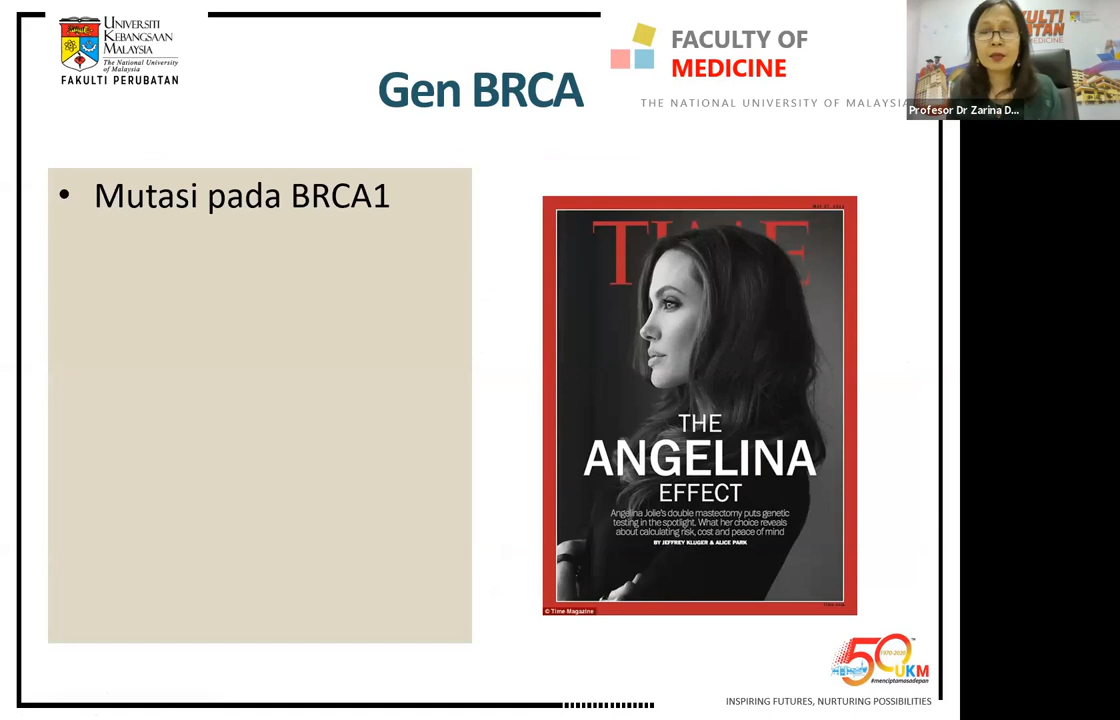 UNIVERSITI
KEBANGSAAN
MALAYSIA
The National University
of Malaysia
FAKULTI PERUBATAN
Gen BRCA
FACULTY OF
MEDICINE
THE NATIONAL UNIVERSITY OF MALAYSIA
Profesor Dr Zarina D...
• Mutasi pada BRCA1
TIME
THE
ANGELINA
EFFECT
Angelina Jolie's double mastectomy puts genetic
testing in the spotlight. What her choice reveals
about calculating risk, cost and peace of mind
BY JEFFREY KLUGER & ALICE PARK
© Time Magazine
50
1970-2020
UKM
#menciptamasadepan
INSPIRING FUTURES, NURTURING POSSIBILITIES